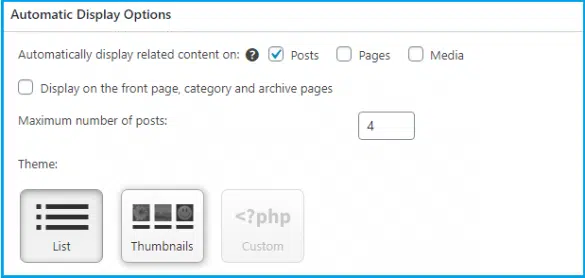 Automatic Display Options
Automatically display related content on: ? Posts Pages Media
Display on the front page, category and archive pages
Maximum number of posts: 4
Theme:
<?php
List Thumbnails Custom